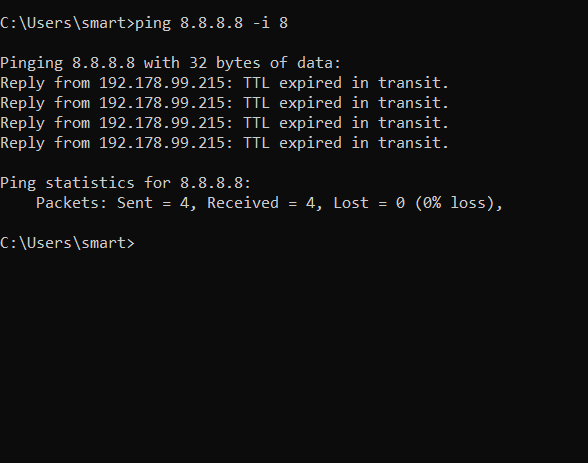 C:\Users\smart>ping 8.8.8.8 -i 8
Pinging 8.8.8.8 with 32 bytes of data:
Reply from 192.178.99.215: TTL expired in transit.
Reply from 192.178.99.215: TTL expired in transit.
Reply from 192.178.99.215: TTL expired in transit.
Reply from 192.178.99.215: TTL expired in transit.
Ping statistics for 8.8.8.8:
    Packets: Sent = 4, Received = 4, Lost = 0 (0% loss),
C:\Users\smart>